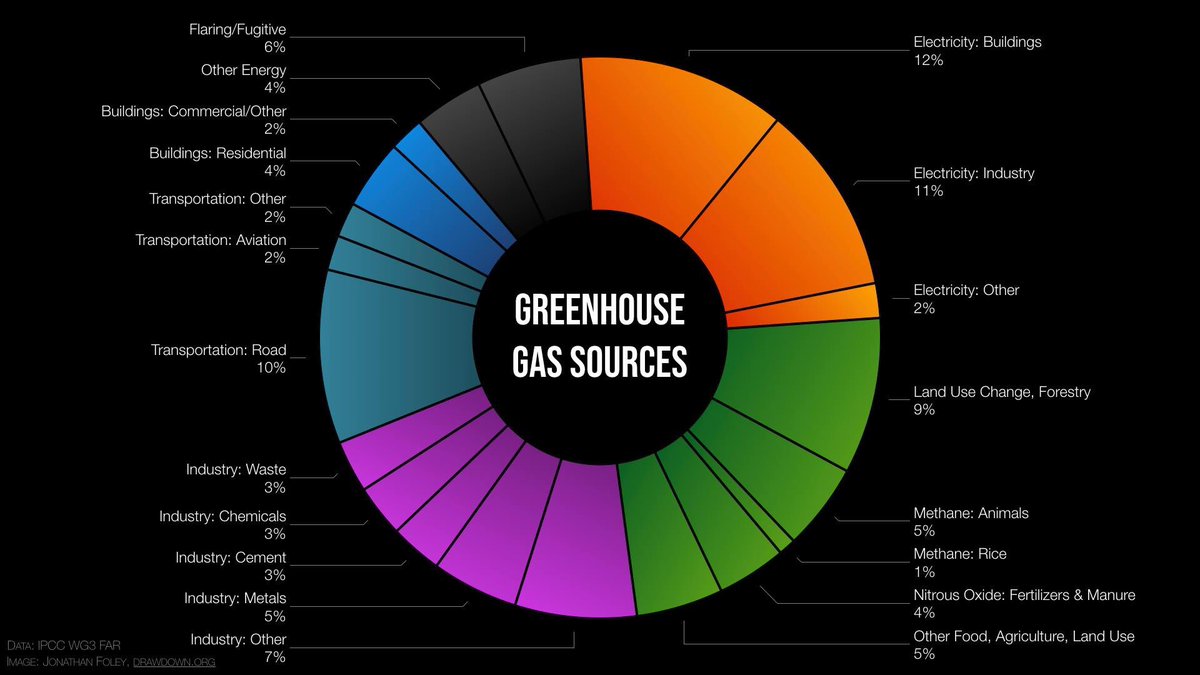 Flaring/Fugitive
6%
Other Energy
4%
Buildings: Commercial/Other
2%
Buildings: Residential
4%
Transportation: Other
2%
Transportation: Aviation
2%
Transportation: Road
10%
Industry: Waste
3%
Industry: Chemicals
3%
Industry: Cement
3%
Industry: Metals
5%
Industry: Other
7%
GREENHOUSE
GAS SOURCES
Electricity: Buildings
12%
Electricity: Industry
11%
Electricity: Other
2%
Land Use Change, Forestry
9%
Methane: Animals
5%
Methane: Rice
1%
Nitrous Oxide: Fertilizers & Manure
4%
Other Food, Agriculture, Land Use
5%
DATA: IPCC WG3 FAR
IMAGE: JONATHAN FOLEY, DRAWDOWN.ORG